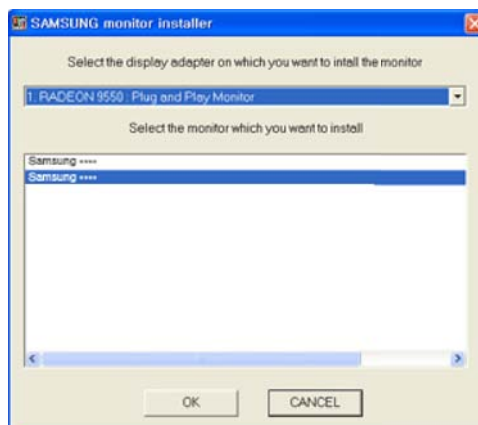 SAMSUNG monitor installer
Select the display adapter on which you want to intall the monitor
1. RADEON 9550 : Plug and Play Monitor
Select the monitor which you want to install
Samsung ****
Samsung ****
OK
CANCEL